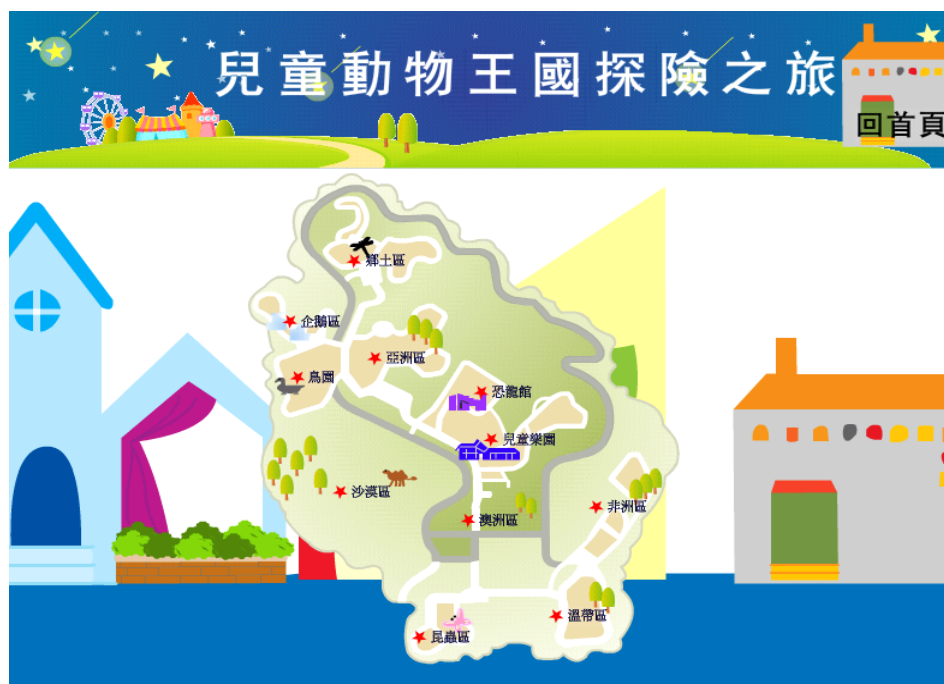 兒童動物王國探險之旅
回首頁
鄉土區
企鵝區
亞洲區
鳥園
恐龍館
兒童樂園
沙漠區
澳洲區
非洲區
溫帶區
昆蟲區